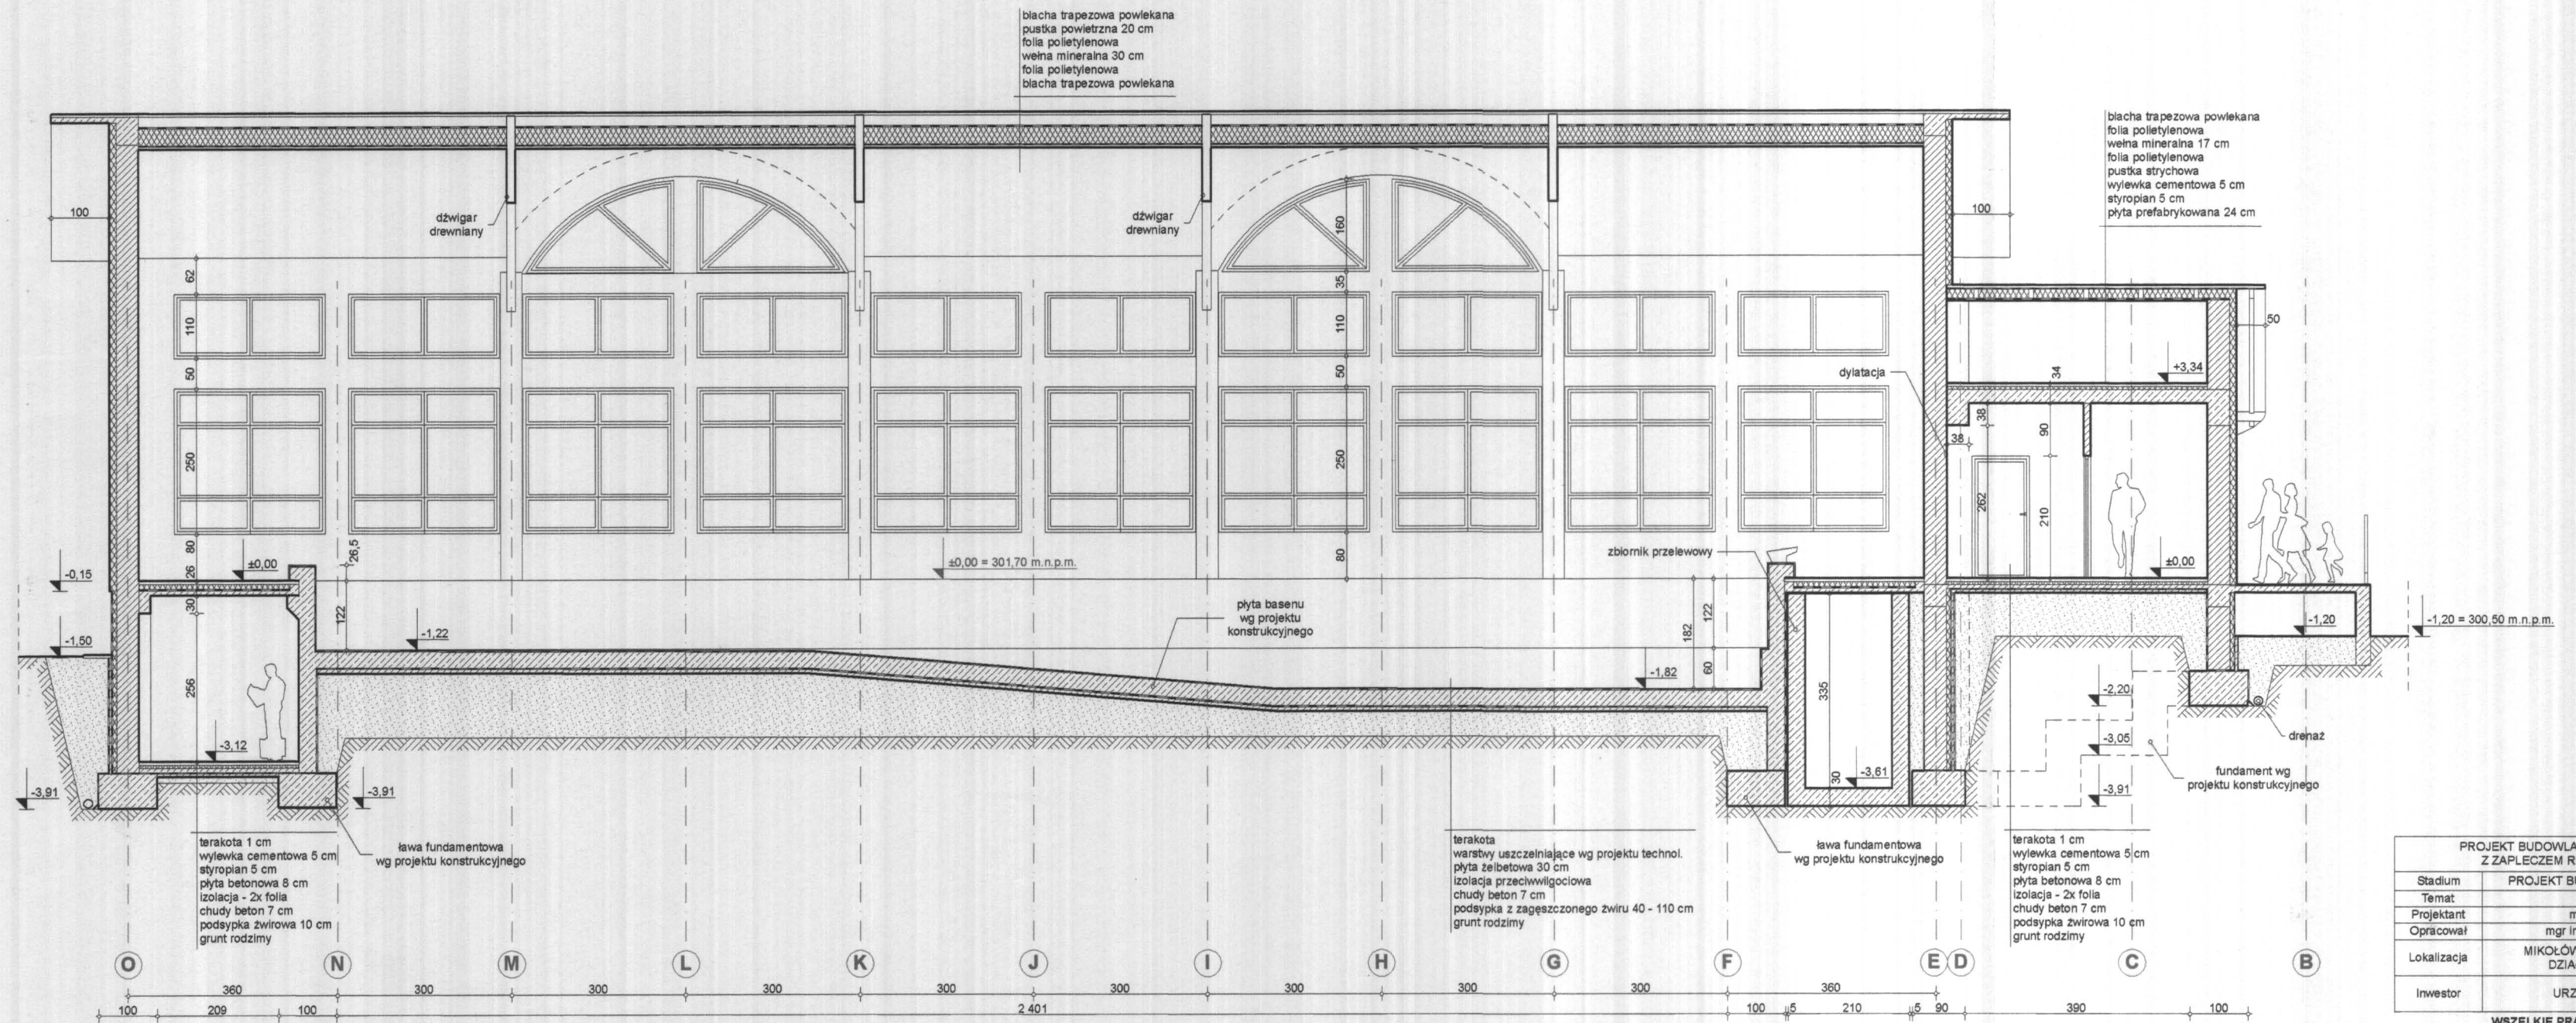 blacha trapezowa powlekana
pustka powietrzna 20 cm
folia polietylenowa
wełna mineralna 30 cm
folia polietylenowa
blacha trapezowa powlekana
blacha trapezowa powlekana
folia polietylenowa
wełna mineralna 17 cm
folia polietylenowa
pustka strychowa
wylewka cementowa 5 cm
styropian 5 cm
płyta prefabrykowana 24 cm
100
dźwigar
drewniany
dźwigar
drewniany
160
100
62
35
110
110
50
50
50
dylatacja
34
+3,34
38
38
90
250
250
262
210
80
26
30
±0,00
26,5
±0,00 = 301,70 m.n.p.m.
80
zbiornik przelewowy
±0,00
-0,15
-1,50
122
-1,22
płyta basenu
wg projektu
konstrukcyjnego
182
122
60
-1,82
-1,20
-1,20 = 300,50 m.n.p.m.
256
335
-3,12
30
-3,61
-2,20
-3,05
-3,91
drenaż
fundament wg
projektu konstrukcyjnego
-3,91
-3,91
terakota 1 cm
wylewka cementowa 5 cm
styropian 5 cm
płyta betonowa 8 cm
izolacja - 2x folia
chudy beton 7 cm
podsypka żwirowa 10 cm
grunt rodzimy
ława fundamentowa
wg projektu konstrukcyjnego
terakota
warstwy uszczelniające wg projektu technol.
płyta żelbetowa 30 cm
izolacja przeciwwilgociowa
chudy beton 7 cm
podsypka z zagęszczonego żwiru 40 - 110 cm
grunt rodzimy
ława fundamentowa
wg projektu konstrukcyjnego
terakota 1 cm
wylewka cementowa 5 cm
styropian 5 cm
płyta betonowa 8 cm
izolacja - 2x folia
chudy beton 7 cm
podsypka żwirowa 10 cm
grunt rodzimy
O N M L K J I H G F E D C B
360 300 300 300 300 300 300 300 300 360
100 209 100 2 401 100 5 210 5 90 390 100
PROJEKT BUDOWLA
Z ZAPLECZEM R
Stadium PROJEKT BU
Temat
Projektant m
Opracował mgr in
Lokalizacja MIKOŁÓW
DZIA
Inwestor URZ
WSZELKIE PRA